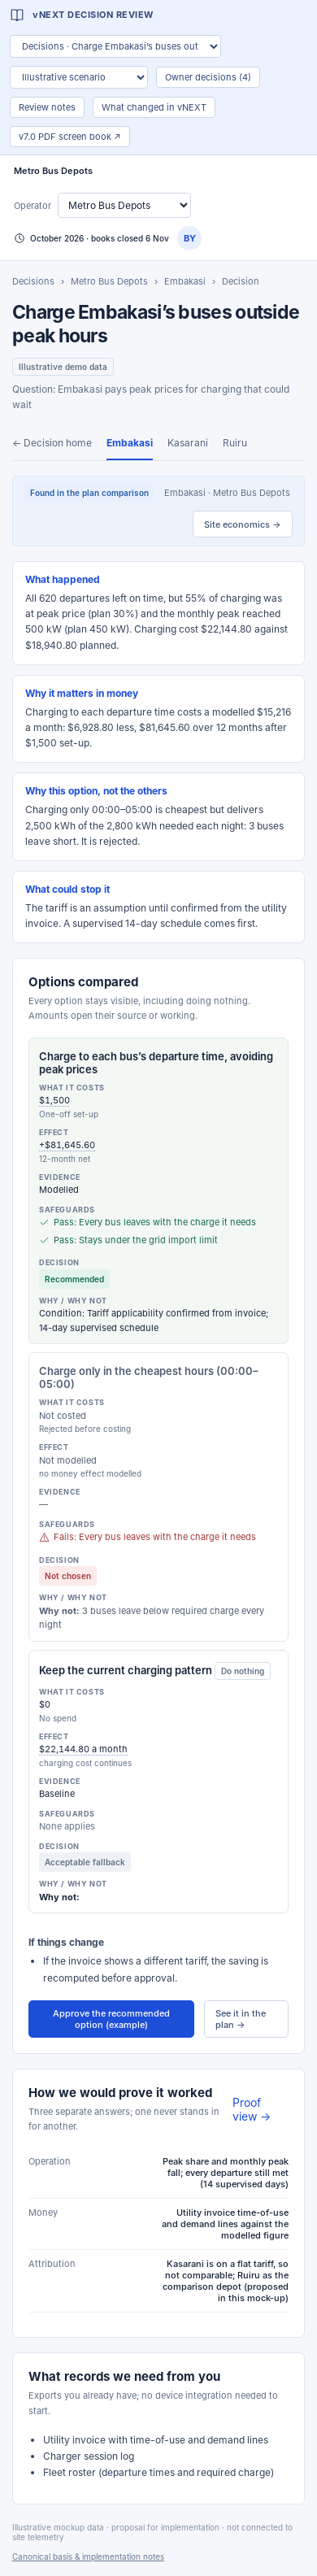 vNEXT DECISION REVIEW
Decisions · Charge Embakasi's buses out
Illustrative scenario
Owner decisions (4)
Review notes
What changed in vNEXT
v7.0 PDF screen book ↗
Metro Bus Depots
Operator
Metro Bus Depots
October 2026 · books closed 6 Nov
BY
Decisions › Metro Bus Depots › Embakasi › Decision
Charge Embakasi's buses outside
peak hours
Illustrative demo data
Question: Embakasi pays peak prices for charging that could
wait
← Decision home
Embakasi
Kasarani
Ruiru
Found in the plan comparison
Embakasi · Metro Bus Depots
Site economics →
What happened
All 620 departures left on time, but 55% of charging was
at peak price (plan 30%) and the monthly peak reached
500 kW (plan 450 kW). Charging cost $22,144.80 against
$18,940.80 planned.
Why it matters in money
Charging to each departure time costs a modelled $15,216
a month: $6,928.80 less, $81,645.60 over 12 months after
$1,500 set-up.
Why this option, not the others
Charging only 00:00–05:00 is cheapest but delivers
2,500 kWh of the 2,800 kWh needed each night: 3 buses
leave short. It is rejected.
What could stop it
The tariff is an assumption until confirmed from the utility
invoice. A supervised 14-day schedule comes first.
Options compared
Every option stays visible, including doing nothing.
Amounts open their source or working.
Charge to each bus's departure time, avoiding
peak prices
WHAT IT COSTS
$1,500
One-off set-up
EFFECT
+$81,645.60
12-month net
EVIDENCE
Modelled
SAFEGUARDS
Pass: Every bus leaves with the charge it needs
Pass: Stays under the grid import limit
DECISION
Recommended
WHY / WHY NOT
Condition: Tariff applicability confirmed from invoice;
14-day supervised schedule
Charge only in the cheapest hours (00:00–
05:00)
WHAT IT COSTS
Not costed
Rejected before costing
EFFECT
Not modelled
no money effect modelled
EVIDENCE
—
SAFEGUARDS
Fails: Every bus leaves with the charge it needs
DECISION
Not chosen
WHY / WHY NOT
Why not: 3 buses leave below required charge every
night
Keep the current charging pattern
Do nothing
WHAT IT COSTS
$0
No spend
EFFECT
$22,144.80 a month
charging cost continues
EVIDENCE
Baseline
SAFEGUARDS
None applies
DECISION
Acceptable fallback
WHY / WHY NOT
Why not:
If things change
• If the invoice shows a different tariff, the saving is
recomputed before approval.
Approve the recommended
option (example)
See it in the
plan →
How we would prove it worked
Three separate answers; one never stands in
for another.
Proof
view →
Operation
Peak share and monthly peak
fall; every departure still met
(14 supervised days)
Money
Utility invoice time-of-use
and demand lines against the
modelled figure
Attribution
Kasarani is on a flat tariff, so
not comparable; Ruiru as the
comparison depot (proposed
in this mock-up)
What records we need from you
Exports you already have; no device integration needed to
start.
• Utility invoice with time-of-use and demand lines
• Charger session log
• Fleet roster (departure times and required charge)
Illustrative mockup data · proposal for implementation · not connected to
site telemetry
Canonical basis & implementation notes